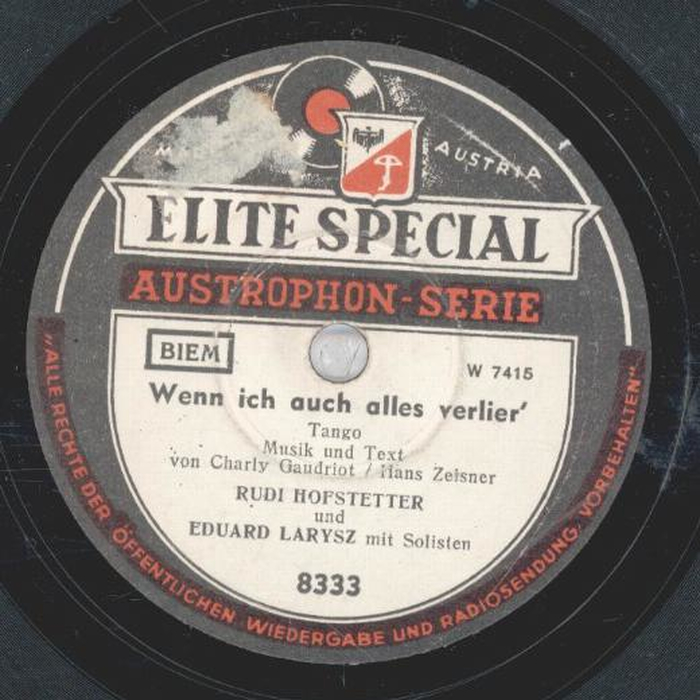 AUSTRIA
ELITE SPECIAL
AUSTROPHON-SERIE
BIEM
W 7415
Wenn ich auch alles verlier'
Tango
Musik und Text
von Charly Gaudriot / Hans Zeisner
RUDI HOFSTETTER
und
EDUARD LARYSZ mit Solisten
8333
„ALLE RECHTE DER ÖFFENTLICHEN WIEDERGABE UND RADIOSENDUNG VORBEHALTEN"